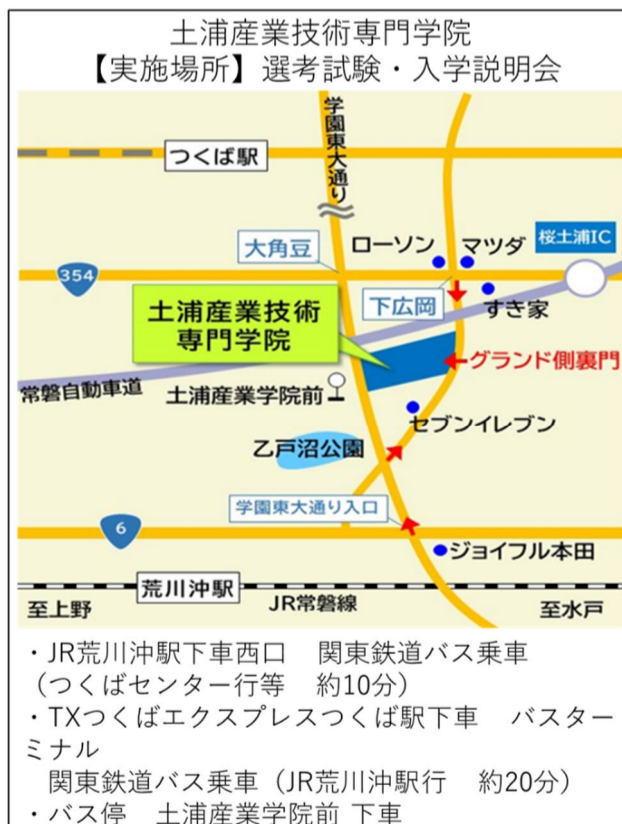 土浦産業技術専門学院
【実施場所】選考試験・入学説明会
学園東大通り
つくば駅
大角豆
ローソン
マツダ
桜土浦IC
354
下広岡
すき家
土浦産業技術
専門学院
グランド側裏門
常磐自動車道
土浦産業学院前
セブンイレブン
乙戸沼公園
学園東大通り入口
6
ジョイフル本田
荒川沖駅
至上野
JR常磐線
至水戸
・JR荒川沖駅下車西口　関東鉄道バス乗車
（つくばセンター行等　約10分）
・TXつくばエクスプレスつくば駅下車　バスター
ミナル
　関東鉄道バス乗車（JR荒川沖駅行　約20分）
・バス停　土浦産業学院前 下車